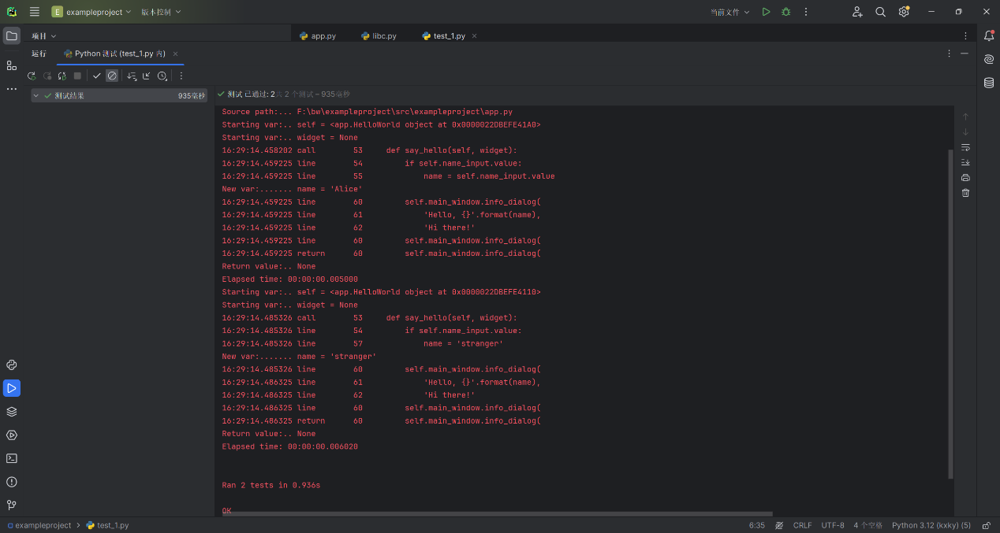 E exampleproject 版本控制 当前文件
项目 app.py libc.py test_1.py
运行 Python 测试 (test_1.py 内)
测试结果 935毫秒
测试 已通过: 2共 2 个测试 – 935毫秒
Source path:... F:\bw\exampleproject\src\exampleproject\app.py
Starting var:.. self = <app.HelloWorld object at 0x0000022DBEFE41A0>
Starting var:.. widget = None
16:29:14.458202 call        53     def say_hello(self, widget):
16:29:14.459225 line        54         if self.name_input.value:
16:29:14.459225 line        55             name = self.name_input.value
New var:....... name = 'Alice'
16:29:14.459225 line        60         self.main_window.info_dialog(
16:29:14.459225 line        61             'Hello, {}'.format(name),
16:29:14.459225 line        62             'Hi there!'
16:29:14.459225 line        60         self.main_window.info_dialog(
16:29:14.459225 return      60         self.main_window.info_dialog(
Return value:.. None
Elapsed time: 00:00:00.005000
Starting var:.. self = <app.HelloWorld object at 0x0000022DBEFE4110>
Starting var:.. widget = None
16:29:14.485326 call        53     def say_hello(self, widget):
16:29:14.485326 line        54         if self.name_input.value:
16:29:14.485326 line        57             name = 'stranger'
New var:....... name = 'stranger'
16:29:14.485326 line        60         self.main_window.info_dialog(
16:29:14.486325 line        61             'Hello, {}'.format(name),
16:29:14.486325 line        62             'Hi there!'
16:29:14.486325 line        60         self.main_window.info_dialog(
16:29:14.486325 return      60         self.main_window.info_dialog(
Return value:.. None
Elapsed time: 00:00:00.006020
Ran 2 tests in 0.936s
OK
exampleproject > test_1.py 6:35 CRLF UTF-8 4 个空格 Python 3.12 (kxky) (5)